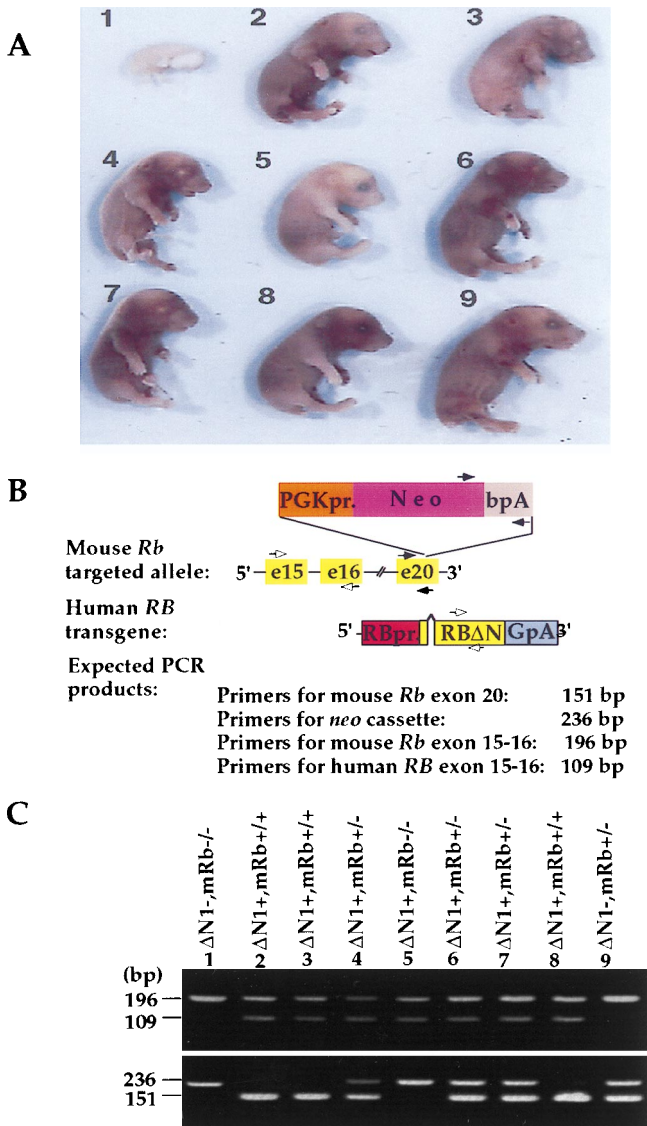 A
1 2 3
4 5 6
7 8 9
B
PGKpr. Neo bpA
Mouse Rb
targeted allele: 5' e15 e16 e20 3'
Human RB
transgene: 5' RBpr. RBΔN GpA 3'
Expected PCR
products:
Primers for mouse Rb exon 20: 151 bp
Primers for neo cassette: 236 bp
Primers for mouse Rb exon 15-16: 196 bp
Primers for human RB exon 15-16: 109 bp
C
ΔN1-,mRb-/- ΔN1+,mRb+/+ ΔN1+,mRb+/+ ΔN1+,mRb+/- ΔN1+,mRb-/- ΔN1+,mRb+/- ΔN1+,mRb+/- ΔN1+,mRb+/+ ΔN1-,mRb+/-
(bp) 1 2 3 4 5 6 7 8 9
196
109
236
151